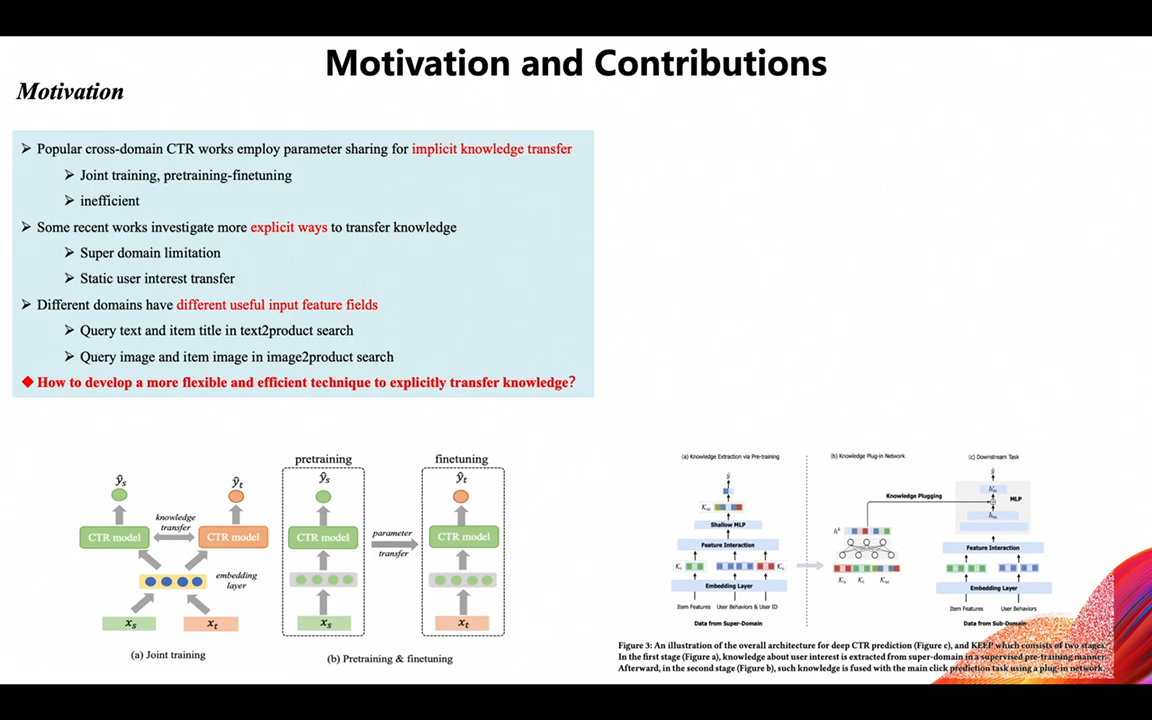 Motivation and Contributions
Motivation
➢ Popular cross-domain CTR works employ parameter sharing for implicit knowledge transfer
➢ Joint training, pretraining-finetuning
➢ inefficient
➢ Some recent works investigate more explicit ways to transfer knowledge
➢ Super domain limitation
➢ Static user interest transfer
➢ Different domains have different useful input feature fields
➢ Query text and item title in text2product search
➢ Query image and item image in image2product search
◆ How to develop a more flexible and efficient technique to explicitly transfer knowledge?
ŷs
ŷt
knowledge
transfer
CTR model
CTR model
embedding
layer
xs
xt
(a) Joint training
pretraining
finetuning
ŷs
ŷt
CTR model
parameter
transfer
CTR model
xs
xt
(b) Pretraining & finetuning
(a) Knowledge Extraction via Pre-training
(b) Knowledge Plug-in Network
(c) Downstream Task
Shallow MLP
Feature Interaction
Embedding Layer
Item Features
User Behaviors & User ID
Data from Super-Domain
Knowledge Plugging
MLP
Feature Interaction
Embedding Layer
Item Features
User Behaviors
Data from Sub-Domain
Figure 3: An illustration of the overall architecture for deep CTR prediction (Figure c), and KEEP which consists of two stages.
In the first stage (Figure a), knowledge about user interest is extracted from super-domain in a supervised pre-training manner.
Afterward, in the second stage (Figure b), such knowledge is fused with the main click prediction task using a plug-in network.